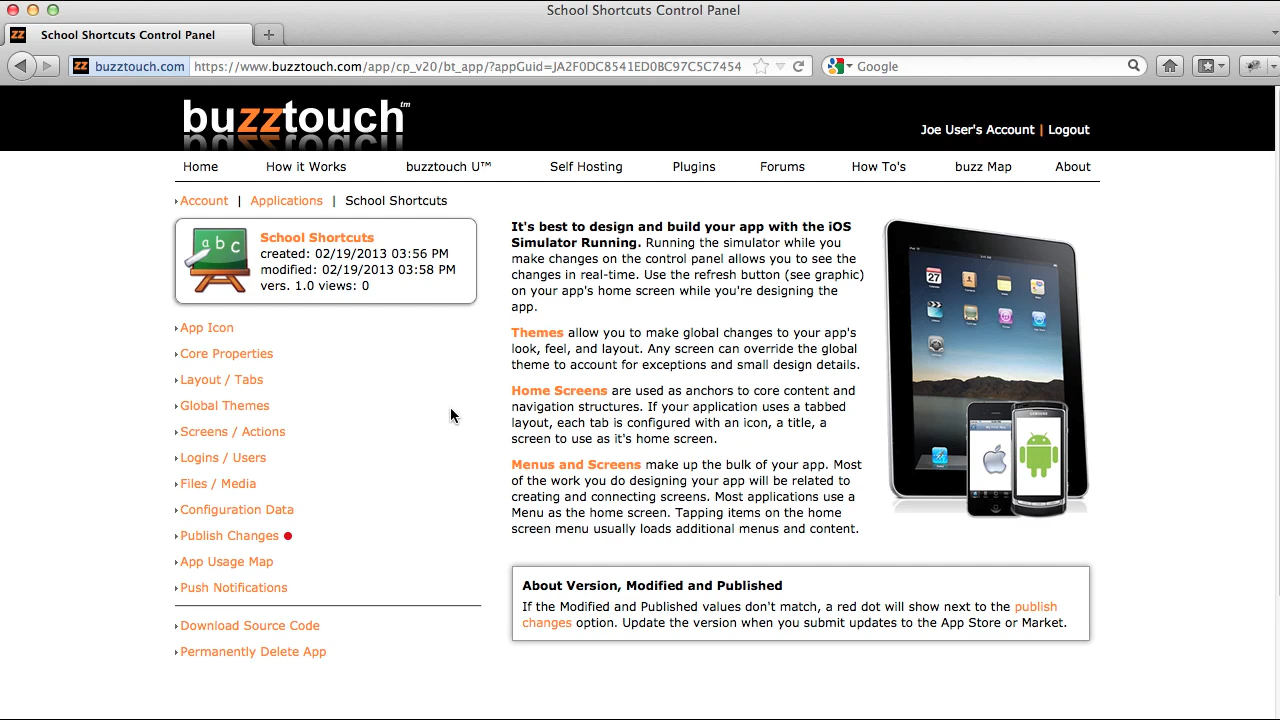 School Shortcuts Control Panel
School Shortcuts Control Panel
buzztouch.com https://www.buzztouch.com/app/cp_v20/bt_app/?appGuid=JA2F0DC8541ED0BC97C5C7454 Google
buzztouch™
Joe User's Account | Logout
Home How it Works buzztouch U™ Self Hosting Plugins Forums How To's buzz Map About
Account | Applications | School Shortcuts
abc
School Shortcuts
created: 02/19/2013 03:56 PM
modified: 02/19/2013 03:58 PM
vers. 1.0 views: 0
App Icon
Core Properties
Layout / Tabs
Global Themes
Screens / Actions
Logins / Users
Files / Media
Configuration Data
Publish Changes
App Usage Map
Push Notifications
Download Source Code
Permanently Delete App
It's best to design and build your app with the iOS
Simulator Running. Running the simulator while you
make changes on the control panel allows you to see the
changes in real-time. Use the refresh button (see graphic)
on your app's home screen while you're designing the
app.
Themes allow you to make global changes to your app's
look, feel, and layout. Any screen can override the global
theme to account for exceptions and small design details.
Home Screens are used as anchors to core content and
navigation structures. If your application uses a tabbed
layout, each tab is configured with an icon, a title, a
screen to use as it's home screen.
Menus and Screens make up the bulk of your app. Most
of the work you do designing your app will be related to
creating and connecting screens. Most applications use a
Menu as the home screen. Tapping items on the home
screen menu usually loads additional menus and content.
27
SAMSUNG
About Version, Modified and Published
If the Modified and Published values don't match, a red dot will show next to the publish
changes option. Update the version when you submit updates to the App Store or Market.